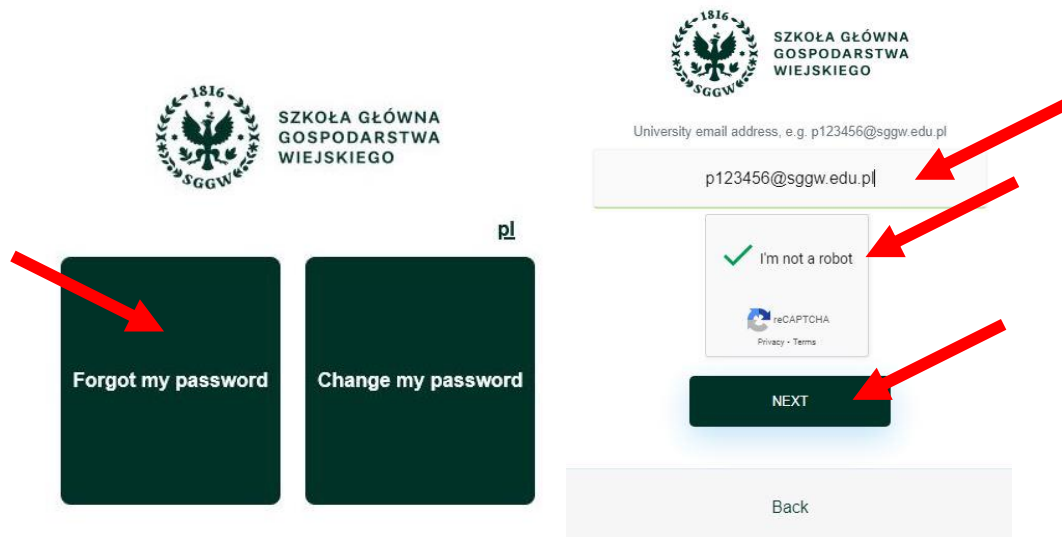 1816
SGGW
SZKOŁA GŁÓWNA
GOSPODARSTWA
WIEJSKIEGO
pl
Forgot my password
Change my password
1816
SGGW
SZKOŁA GŁÓWNA
GOSPODARSTWA
WIEJSKIEGO
University email address, e.g. p123456@sggw.edu.pl
p123456@sggw.edu.pl
I'm not a robot
reCAPTCHA
Privacy - Terms
NEXT
Back